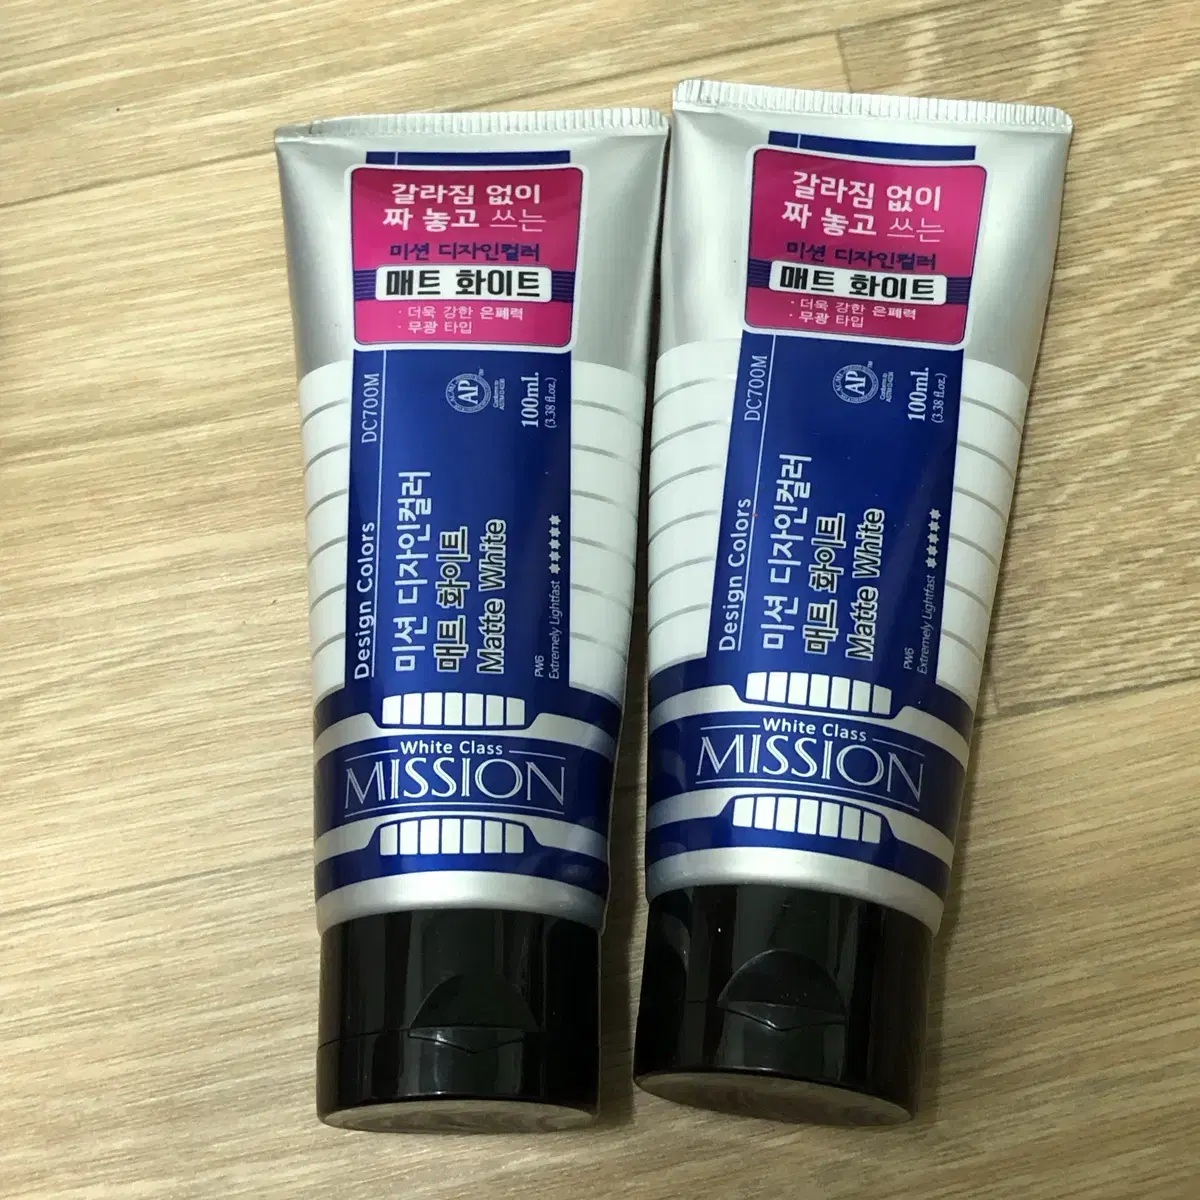 갈라짐 없이
짜 놓고 쓰는
미션 디자인컬러
매트 화이트
· 더욱 강한 은폐력
· 무광 타입
DC700M
AP
100ml.
(3.38 fl.oz.)
Design Colors
미션 디자인컬러
매트 화이트
Matte White
PW6
Extremely Lightfast ✱✱✱✱✱
White Class
MISSION
갈라짐 없이
짜 놓고 쓰는
미션 디자인컬러
매트 화이트
· 더욱 강한 은폐력
· 무광 타입
DC700M
AP
100ml.
(3.38 fl.oz.)
Design Colors
미션 디자인컬러
매트 화이트
Matte White
PW6
Extremely Lightfast ✱✱✱✱✱
White Class
MISSION